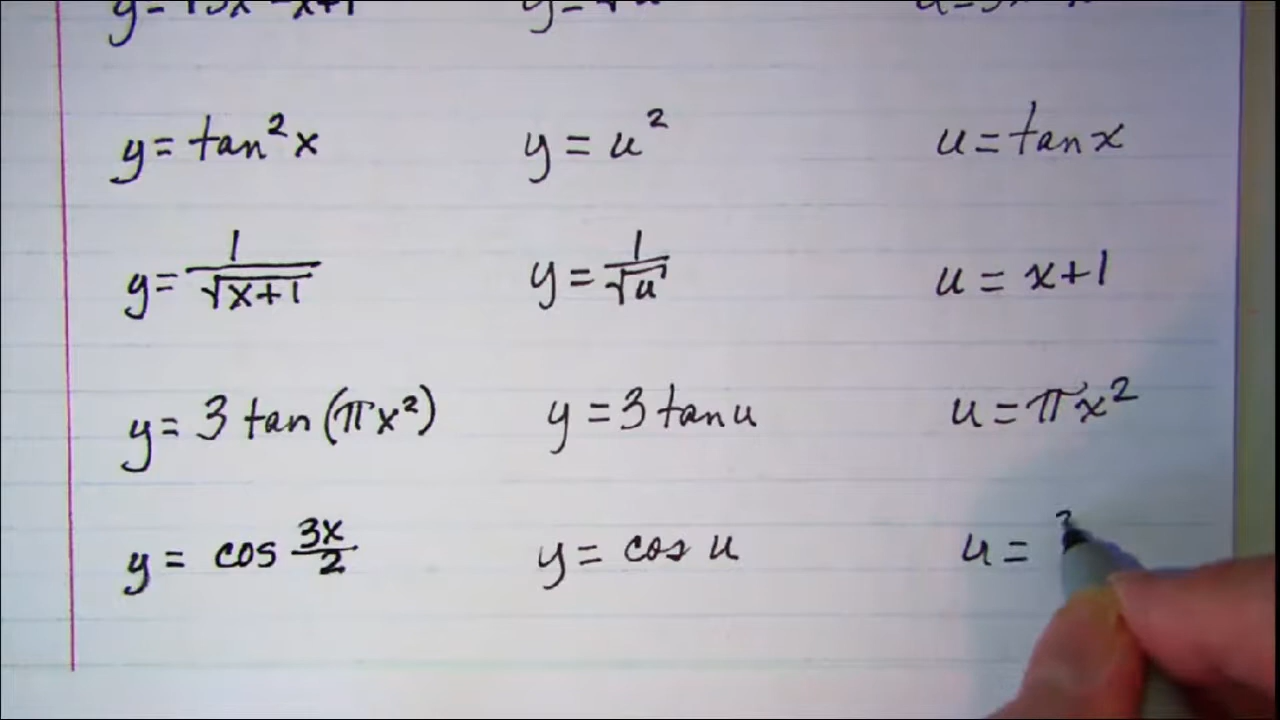 y = tan²x y = u² u = tan x
y = 1/√(x+1) y = 1/√u u = x+1
y = 3 tan(πx²) y = 3 tan u u = πx²
y = cos 3x/2 y = cos u u =